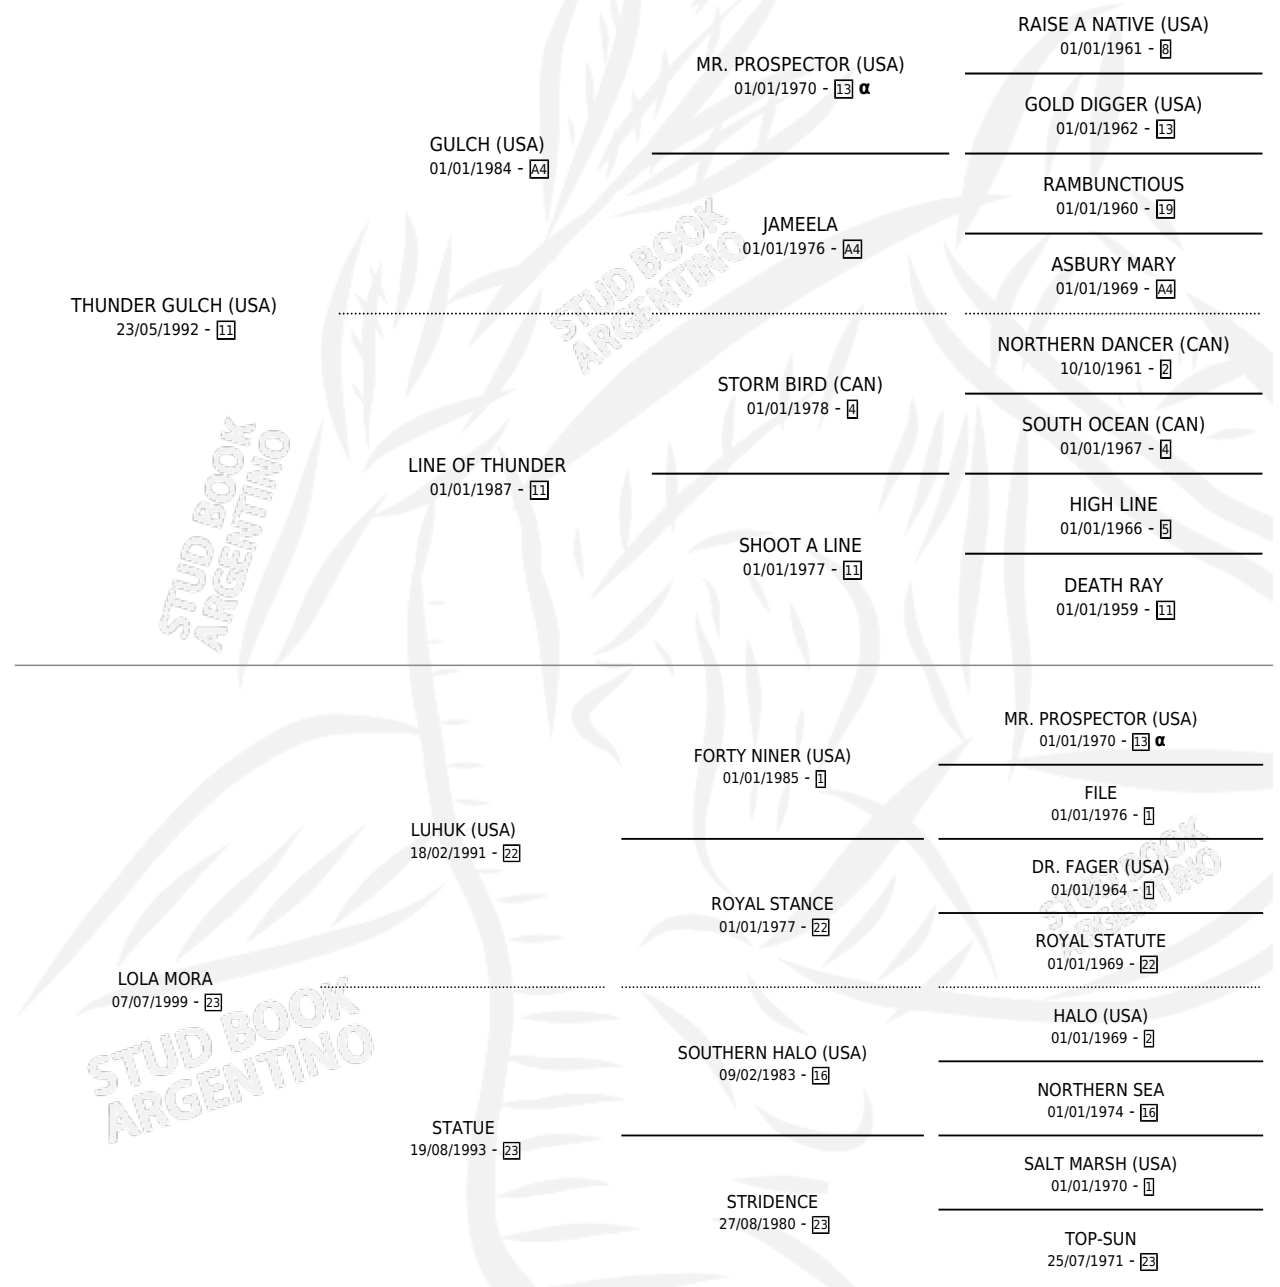 RAISE A NATIVE (USA)
01/01/1961 - 8
MR. PROSPECTOR (USA)
01/01/1970 - 13 α
GOLD DIGGER (USA)
01/01/1962 - 13
GULCH (USA)
01/01/1984 - A4
RAMBUNCTIOUS
01/01/1960 - 19
JAMEELA
01/01/1976 - A4
ASBURY MARY
01/01/1969 - A4
THUNDER GULCH (USA)
23/05/1992 - 11
NORTHERN DANCER (CAN)
10/10/1961 - 2
STORM BIRD (CAN)
01/01/1978 - 4
SOUTH OCEAN (CAN)
01/01/1967 - 4
LINE OF THUNDER
01/01/1987 - 11
HIGH LINE
01/01/1966 - 5
SHOOT A LINE
01/01/1977 - 11
DEATH RAY
01/01/1959 - 11
MR. PROSPECTOR (USA)
01/01/1970 - 13 α
FORTY NINER (USA)
01/01/1985 - 1
FILE
01/01/1976 - 1
LUHUK (USA)
18/02/1991 - 22
DR. FAGER (USA)
01/01/1964 - 1
ROYAL STANCE
01/01/1977 - 22
ROYAL STATUTE
01/01/1969 - 22
LOLA MORA
07/07/1999 - 23
HALO (USA)
01/01/1969 - 2
SOUTHERN HALO (USA)
09/02/1983 - 16
NORTHERN SEA
01/01/1974 - 16
STATUE
19/08/1993 - 23
SALT MARSH (USA)
01/01/1970 - 1
STRIDENCE
27/08/1980 - 23
TOP-SUN
25/07/1971 - 23
STUD BOOK
ARGENTINO
STUD BOOK
ARGENTINO
STUD BOOK
ARGENTINO
STUD BOOK
ARGENTINO